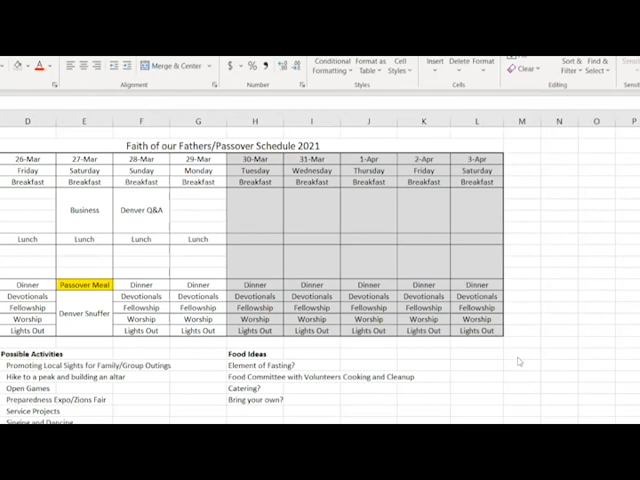 Merge & Center
$ % 9
Conditional Formatting
Format as Table
Cell Styles
Insert Delete Format
Clear
Sort & Filter
Find & Select
Alignment Number Styles Cells Editing
D E F G H I J K L M N O P
Faith of our Fathers/Passover Schedule 2021
26-Mar 27-Mar 28-Mar 29-Mar 30-Mar 31-Mar 1-Apr 2-Apr 3-Apr
Friday Saturday Sunday Monday Tuesday Wednesday Thursday Friday Saturday
Breakfast Breakfast Breakfast Breakfast Breakfast Breakfast Breakfast Breakfast Breakfast
Business Denver Q&A
Lunch Lunch Lunch Lunch
Dinner Passover Meal Dinner Dinner Dinner Dinner Dinner Dinner Dinner
Devotionals Devotionals Devotionals Devotionals Devotionals Devotionals Devotionals Devotionals
Fellowship Denver Snuffer Fellowship Fellowship Fellowship Fellowship Fellowship Fellowship Fellowship
Worship Worship Worship Worship Worship Worship Worship Worship
Lights Out Lights Out Lights Out Lights Out Lights Out Lights Out Lights Out Lights Out
Possible Activities Food Ideas
Promoting Local Sights for Family/Group Outings Element of Fasting?
Hike to a peak and building an altar Food Committee with Volunteers Cooking and Cleanup
Open Games Catering?
Preparedness Expo/Zions Fair Bring your own?
Service Projects
Singing and Dancing